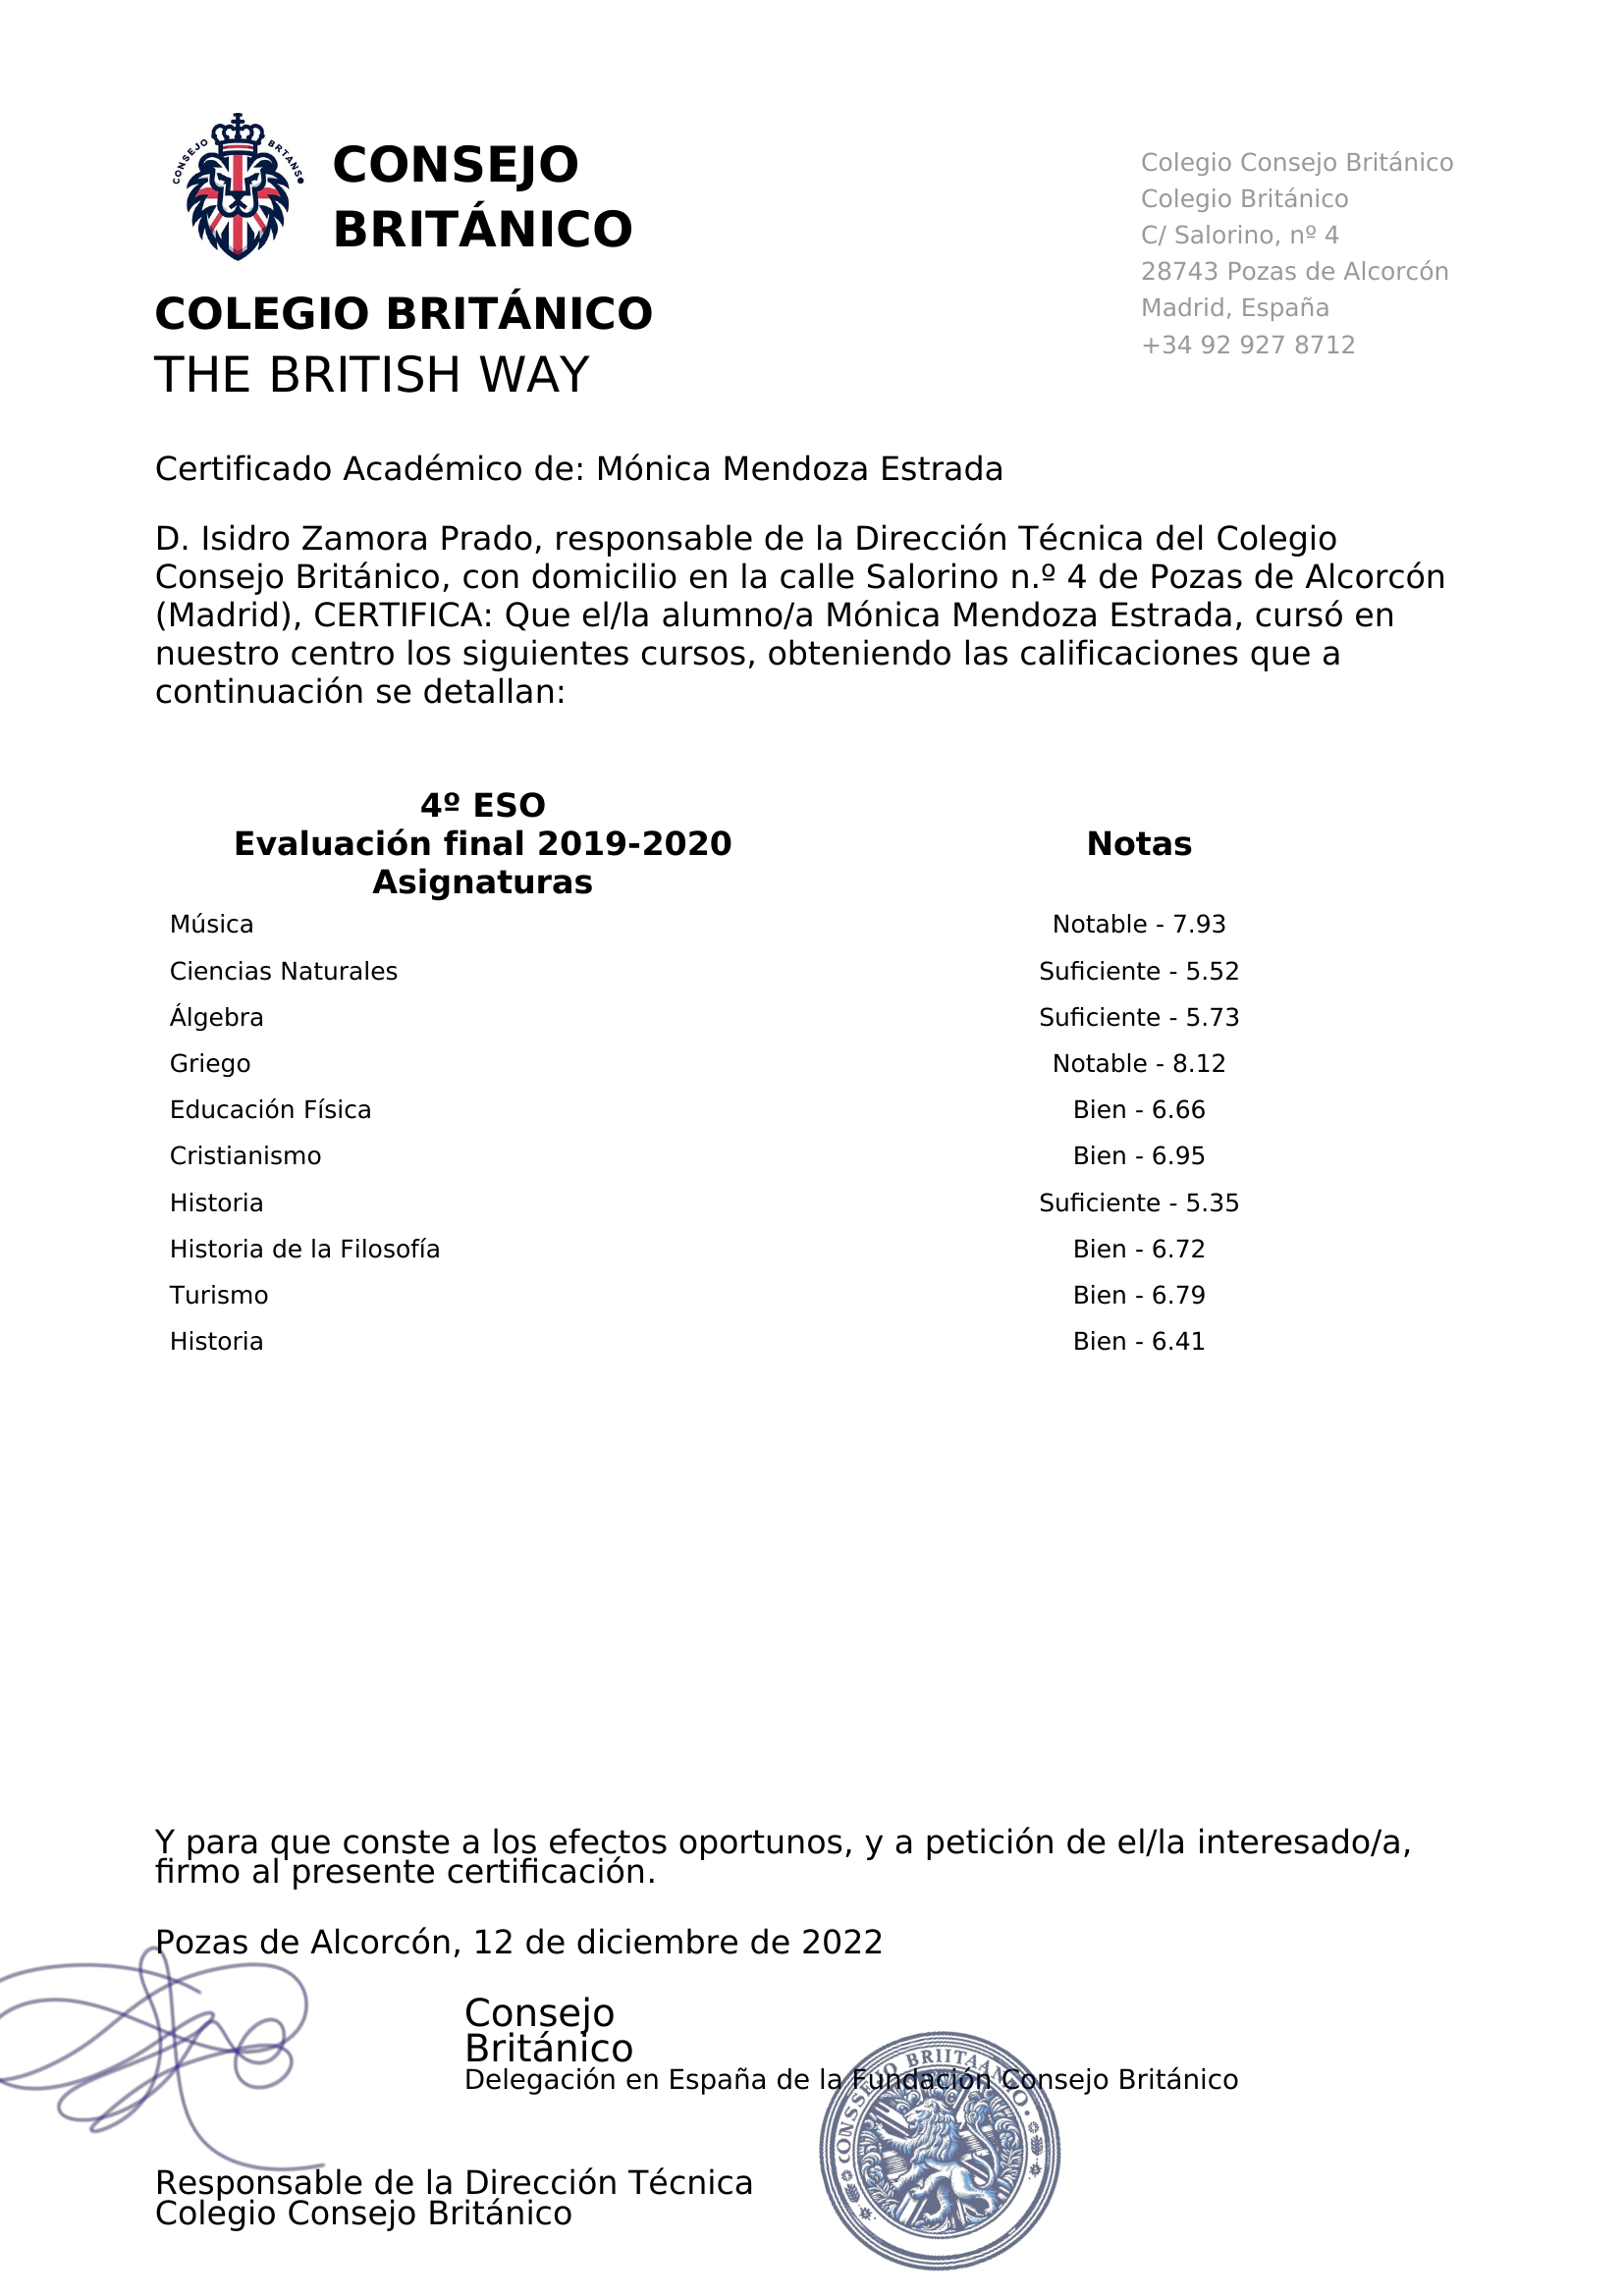 CONSEJO BRTANS
CONSEJO
BRITÁNICO
COLEGIO BRITÁNICO
THE BRITISH WAY
Colegio Consejo Británico
Colegio Británico
C/ Salorino, nº 4
28743 Pozas de Alcorcón
Madrid, España
+34 92 927 8712
Certificado Académico de: Mónica Mendoza Estrada
D. Isidro Zamora Prado, responsable de la Dirección Técnica del Colegio
Consejo Británico, con domicilio en la calle Salorino n.º 4 de Pozas de Alcorcón
(Madrid), CERTIFICA: Que el/la alumno/a Mónica Mendoza Estrada, cursó en
nuestro centro los siguientes cursos, obteniendo las calificaciones que a
continuación se detallan:
4º ESO
Evaluación final 2019-2020 Notas
Asignaturas
Música Notable - 7.93
Ciencias Naturales Suficiente - 5.52
Álgebra Suficiente - 5.73
Griego Notable - 8.12
Educación Física Bien - 6.66
Cristianismo Bien - 6.95
Historia Suficiente - 5.35
Historia de la Filosofía Bien - 6.72
Turismo Bien - 6.79
Historia Bien - 6.41
Y para que conste a los efectos oportunos, y a petición de el/la interesado/a,
firmo al presente certificación.
Pozas de Alcorcón, 12 de diciembre de 2022
Consejo
Británico
Delegación en España de la Fundación Consejo Británico
Responsable de la Dirección Técnica
Colegio Consejo Británico